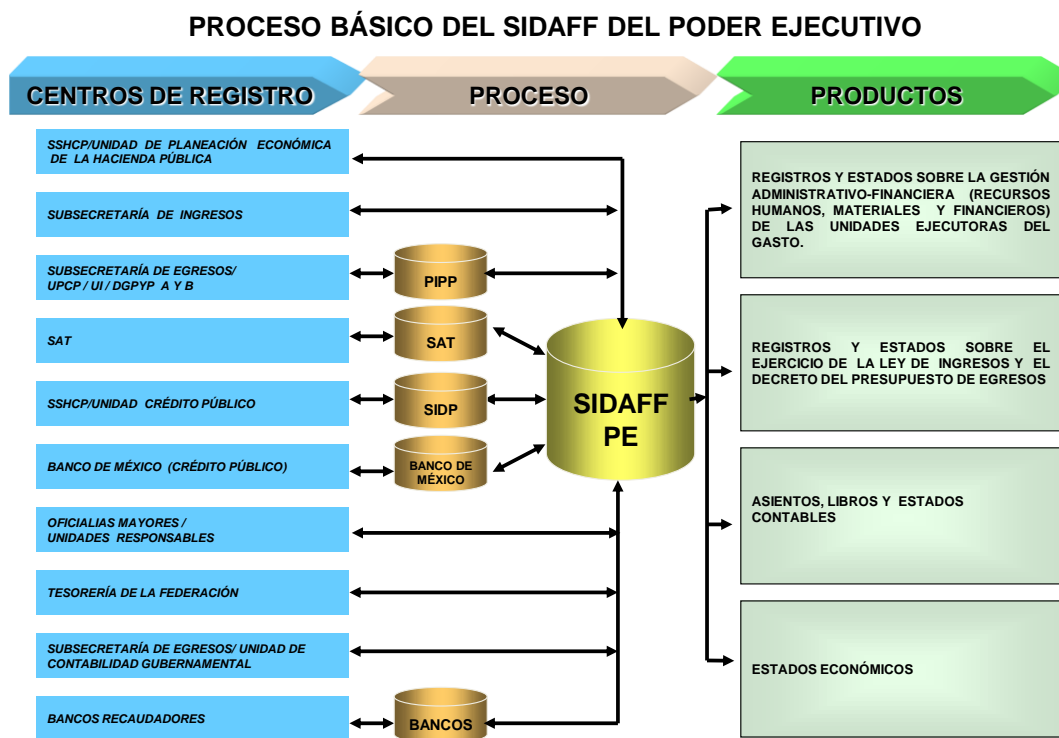 PROCESO BÁSICO DEL SIDAFF DEL PODER EJECUTIVO
CENTROS DE REGISTRO
PROCESO
PRODUCTOS
SSHCP/UNIDAD DE PLANEACIÓN ECONÓMICA
DE LA HACIENDA PÚBLICA
SUBSECRETARÍA DE INGRESOS
SUBSECRETARÍA DE EGRESOS/
UPCP / UI / DGPYP A Y B
SAT
SSHCP/UNIDAD CRÉDITO PÚBLICO
BANCO DE MÉXICO (CRÉDITO PÚBLICO)
OFICIALIAS MAYORES /
UNIDADES RESPONSABLES
TESORERÍA DE LA FEDERACIÓN
SUBSECRETARÍA DE EGRESOS/ UNIDAD DE
CONTABILIDAD GUBERNAMENTAL
BANCOS RECAUDADORES
PIPP
SAT
SIDP
BANCO DE
MÉXICO
BANCOS
SIDAFF
PE
REGISTROS Y ESTADOS SOBRE LA GESTIÓN
ADMINISTRATIVO-FINANCIERA (RECURSOS
HUMANOS, MATERIALES Y FINANCIEROS)
DE LAS UNIDADES EJECUTORAS DEL
GASTO.
REGISTROS Y ESTADOS SOBRE EL
EJERCICIO DE LA LEY DE INGRESOS Y EL
DECRETO DEL PRESUPUESTO DE EGRESOS
ASIENTOS, LIBROS Y ESTADOS
CONTABLES
ESTADOS ECONÓMICOS